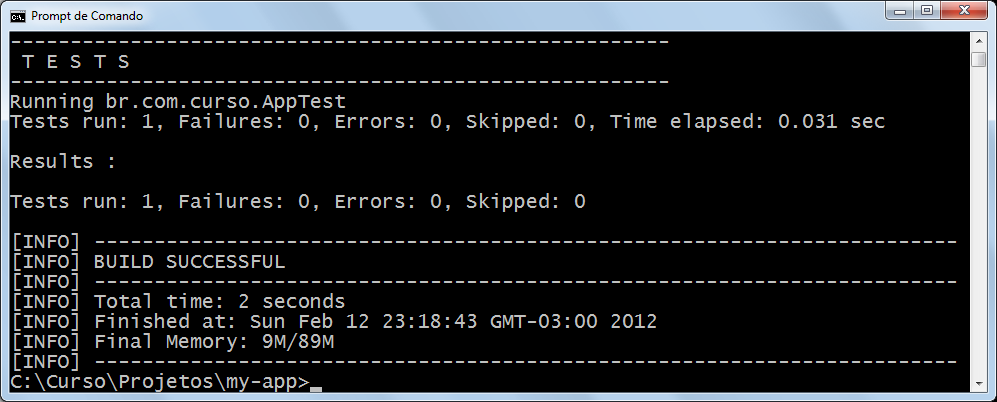 Prompt de Comando
-------------------------------------------------------
 T E S T S
-------------------------------------------------------
Running br.com.curso.AppTest
Tests run: 1, Failures: 0, Errors: 0, Skipped: 0, Time elapsed: 0.031 sec
Results :
Tests run: 1, Failures: 0, Errors: 0, Skipped: 0
[INFO] ------------------------------------------------------------------------
[INFO] BUILD SUCCESSFUL
[INFO] ------------------------------------------------------------------------
[INFO] Total time: 2 seconds
[INFO] Finished at: Sun Feb 12 23:18:43 GMT-03:00 2012
[INFO] Final Memory: 9M/89M
[INFO] ------------------------------------------------------------------------
C:\Curso\Projetos\my-app>_